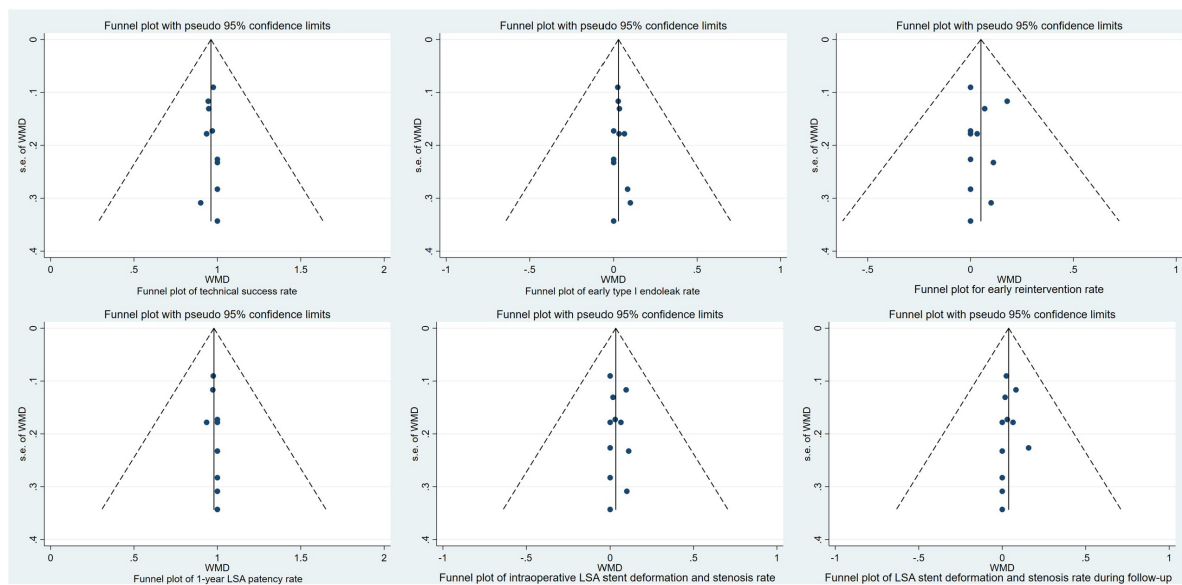 Funnel plot with pseudo 95% confidence limits
s.e. of WMD
0
.1
.2
.3
.4
0 .5 1 1.5 2
WMD
Funnel plot of technical success rate
Funnel plot with pseudo 95% confidence limits
s.e. of WMD
0
.1
.2
.3
.4
-1 -.5 0 .5 1
WMD
Funnel plot of early type I endoleak rate
Funnel plot with pseudo 95% confidence limits
s.e. of WMD
0
.1
.2
.3
.4
-.5 0 .5 1
WMD
Funnel plot for early reintervention rate
Funnel plot with pseudo 95% confidence limits
s.e. of WMD
0
.1
.2
.3
.4
0 .5 1 1.5 2
WMD
Funnel plot of 1-year LSA patency rate
Funnel plot with pseudo 95% confidence limits
s.e. of WMD
0
.1
.2
.3
.4
-1 -.5 0 .5 1
WMD
Funnel plot of intraoperative LSA stent deformation and stenosis rate
Funnel plot with pseudo 95% confidence limits
s.e. of WMD
0
.1
.2
.3
.4
-1 -.5 0 .5 1
WMD
Funnel plot of LSA stent deformation and stenosis rate during follow-up